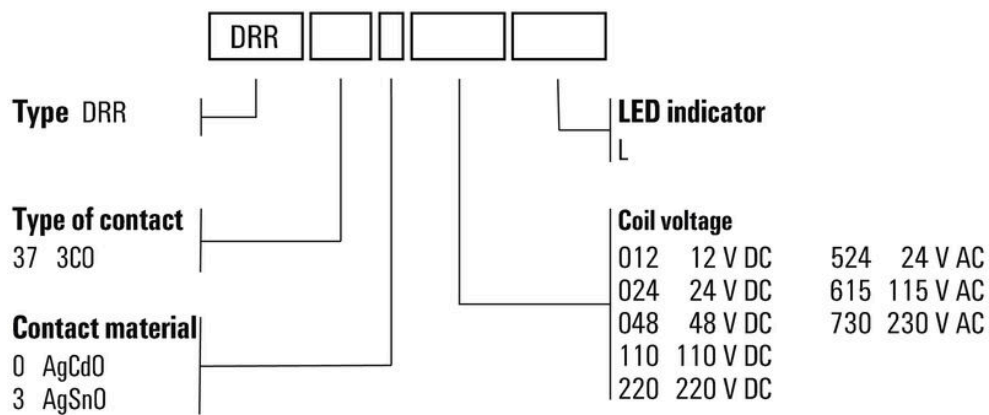 DRR
Type DRR
LED indicator
L
Type of contact
37 3CO
Contact material
0 AgCdO
3 AgSnO
Coil voltage
012 12 V DC 524 24 V AC
024 24 V DC 615 115 V AC
048 48 V DC 730 230 V AC
110 110 V DC
220 220 V DC